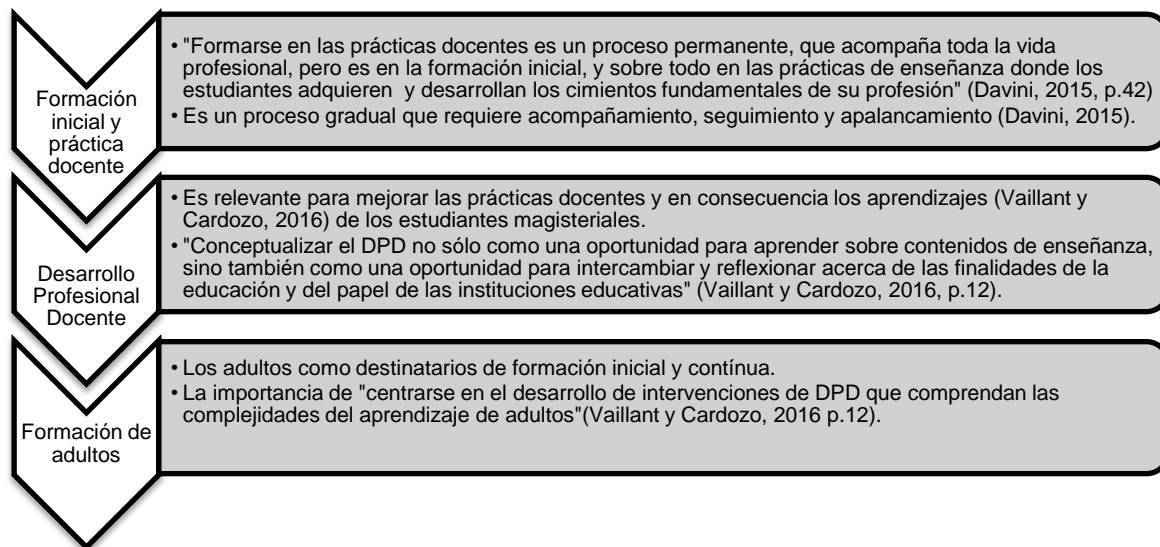 Formación
inicial y
práctica
docente
• "Formarse en las prácticas docentes es un proceso permanente, que acompaña toda la vida
profesional, pero es en la formación inicial, y sobre todo en las prácticas de enseñanza donde los
estudiantes adquieren y desarrollan los cimientos fundamentales de su profesión" (Davini, 2015, p.42)
• Es un proceso gradual que requiere acompañamiento, seguimiento y apalancamiento (Davini, 2015).
Desarrollo
Profesional
Docente
• Es relevante para mejorar las prácticas docentes y en consecuencia los aprendizajes (Vaillant y
Cardozo, 2016) de los estudiantes magisteriales.
• "Conceptualizar el DPD no sólo como una oportunidad para aprender sobre contenidos de enseñanza,
sino también como una oportunidad para intercambiar y reflexionar acerca de las finalidades de la
educación y del papel de las instituciones educativas" (Vaillant y Cardozo, 2016, p.12).
Formación de
adultos
• Los adultos como destinatarios de formación inicial y contínua.
• La importancia de "centrarse en el desarrollo de intervenciones de DPD que comprendan las
complejidades del aprendizaje de adultos"(Vaillant y Cardozo, 2016 p.12).